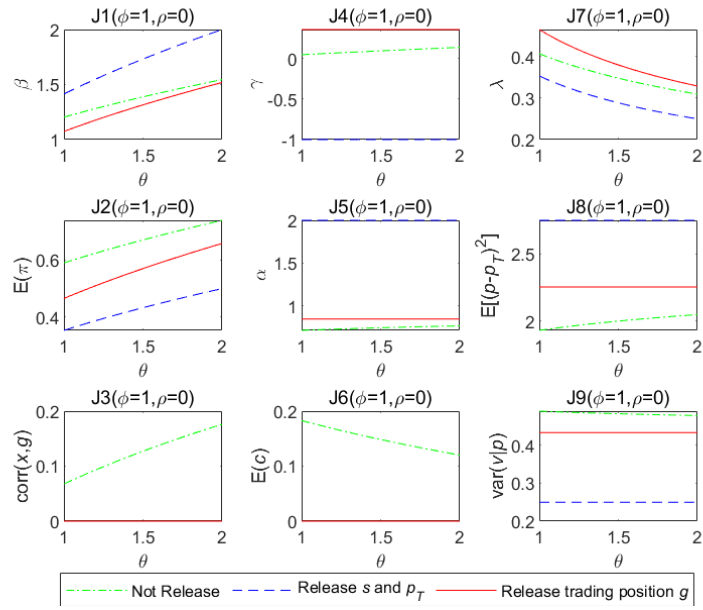 J1(ϕ=1,ρ=0) J4(ϕ=1,ρ=0) J7(ϕ=1,ρ=0)
β 2 1.5 1
1 1.5 2
θ
γ 0 -0.5 -1
1 1.5 2
θ
λ 0.4 0.3 0.2
1 1.5 2
θ
J2(ϕ=1,ρ=0) J5(ϕ=1,ρ=0) J8(ϕ=1,ρ=0)
E(π) 0.6 0.4
1 1.5 2
θ
α 2 1.5 1
1 1.5 2
θ
E[(p-p_T)^2] 2.5 2
1 1.5 2
θ
J3(ϕ=1,ρ=0) J6(ϕ=1,ρ=0) J9(ϕ=1,ρ=0)
corr(x,g) 0.2 0.1 0
1 1.5 2
θ
E(c) 0.2 0.1 0
1 1.5 2
θ
var(v|p) 0.4 0.3 0.2
1 1.5 2
θ
Not Release Release s and p_T Release trading position g